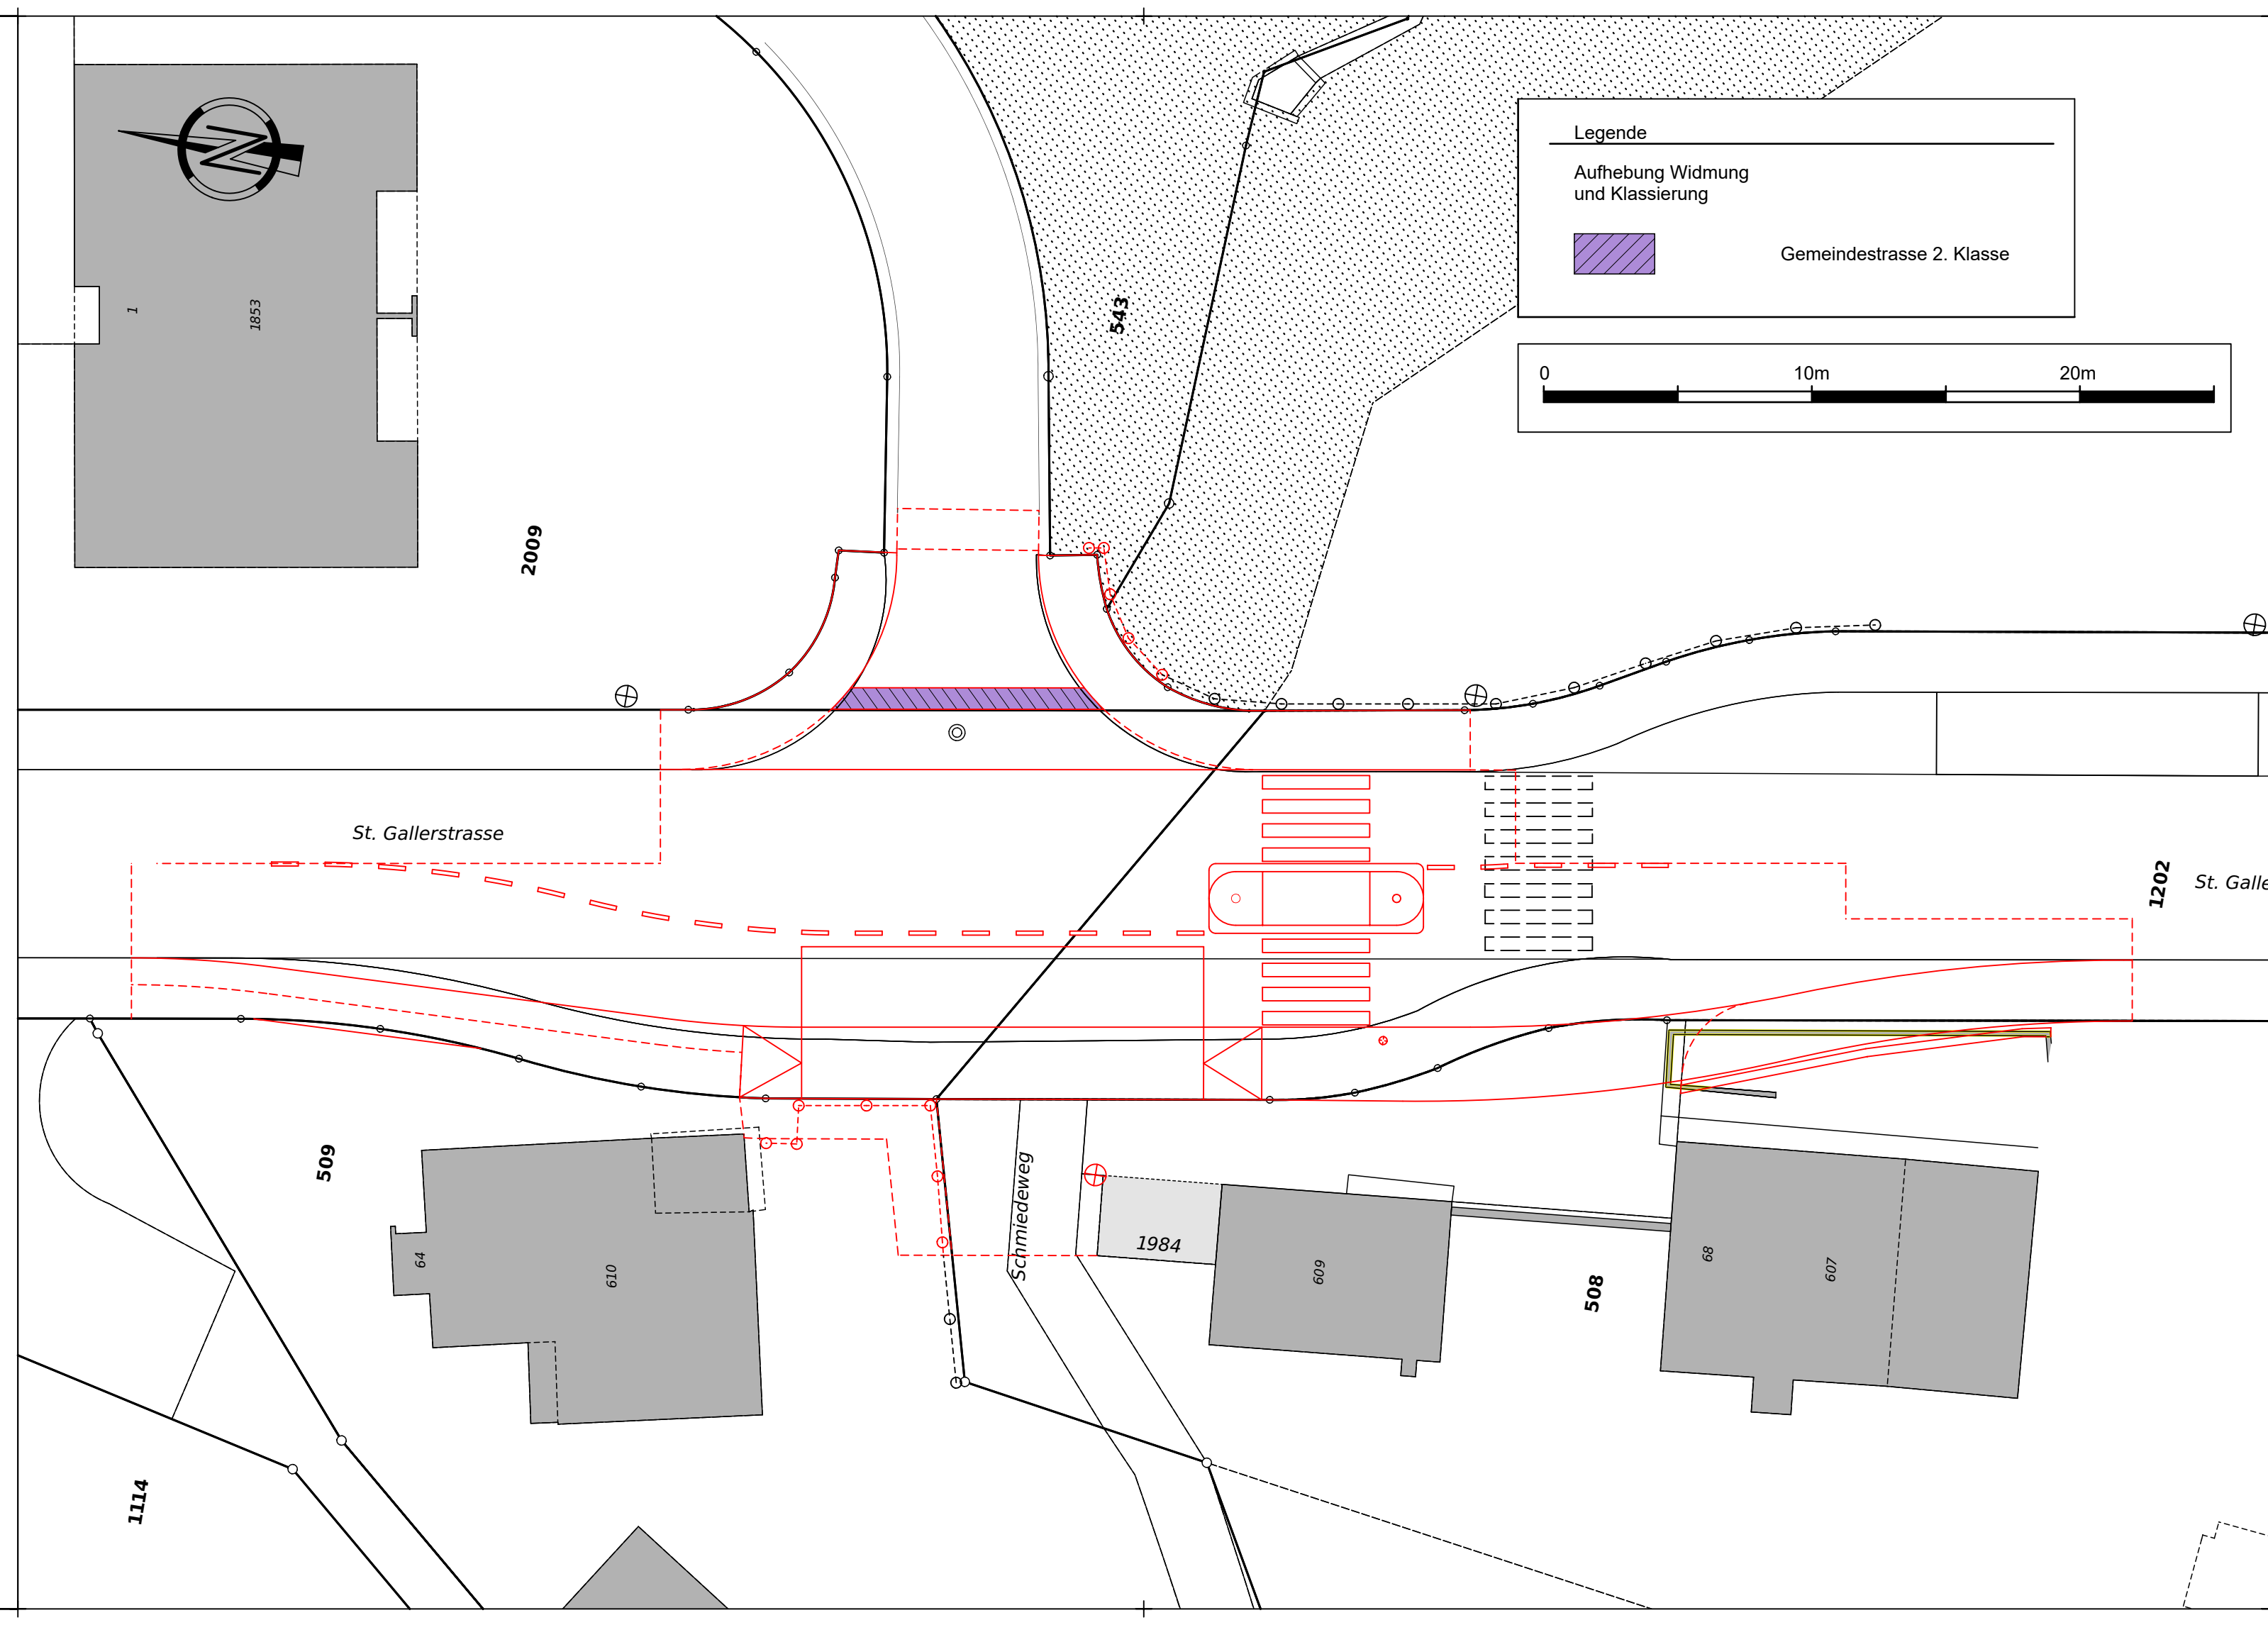 Legende
Aufhebung Widmung
und Klassierung
Gemeindestrasse 2. Klasse
0 10m 20m
N
1
1853
543
2009
St. Gallerstrasse
1202
St. Galle
509
64
610
Schmiedeweg
1984
609
508
68
607
1114